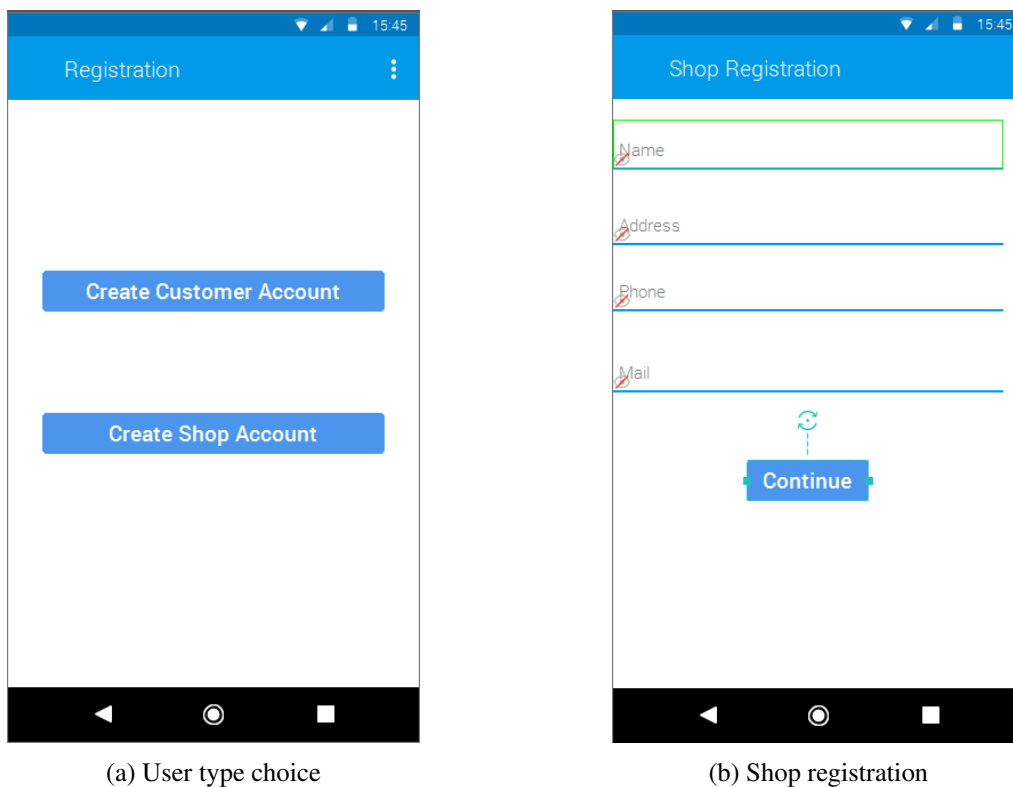 15:45
Registration
Create Customer Account
Create Shop Account
(a) User type choice
15:45
Shop Registration
Name
Address
Phone
Mail
Continue
(b) Shop registration